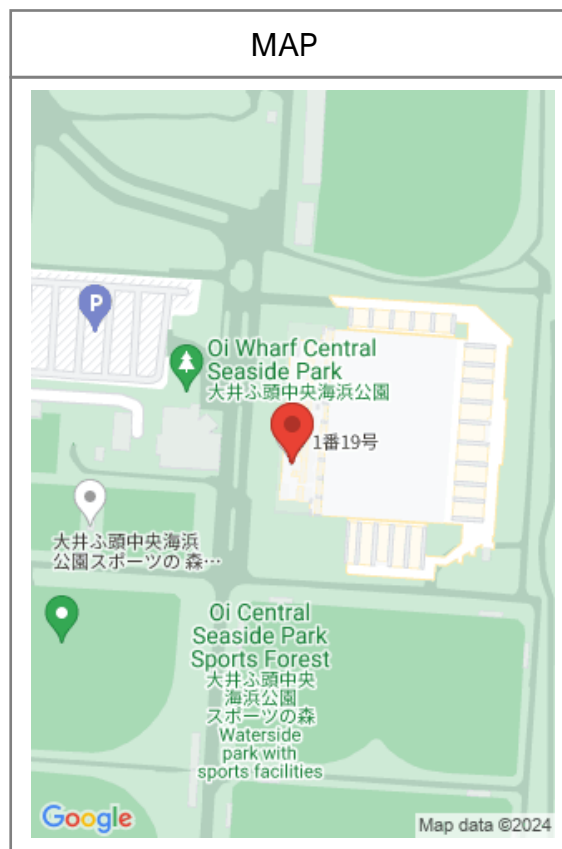 MAP
P
Oi Wharf Central
Seaside Park
大井ふ頭中央海浜公園
1番19号
大井ふ頭中央海浜
公園スポーツの 森…
Oi Central
Seaside Park
Sports Forest
大井ふ頭中央
海浜公園
スポーツの森
Waterside
park with
sports facilities
Google
Map data ©2024